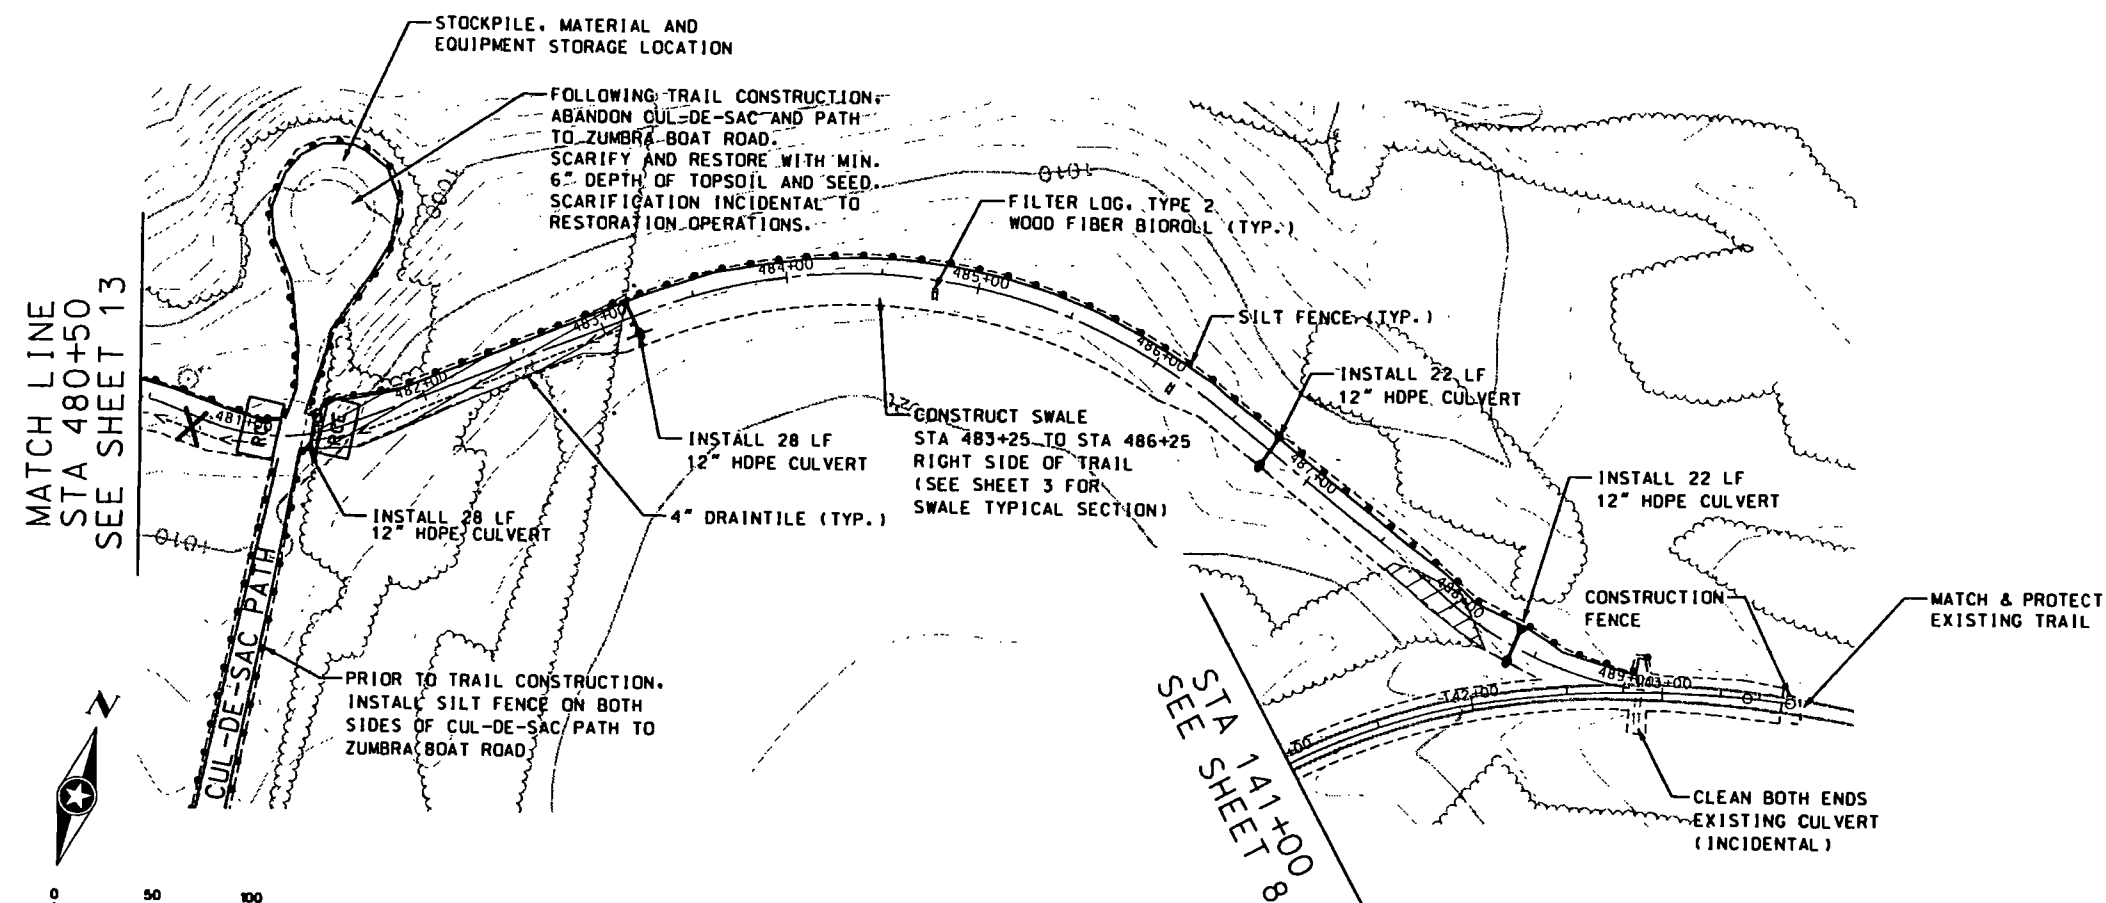 STOCKPILE, MATERIAL AND
EQUIPMENT STORAGE LOCATION
FOLLOWING TRAIL CONSTRUCTION,
ABANDON CUL-DE-SAC AND PATH
TO ZUMBRA BOAT ROAD.
SCARIFY AND RESTORE WITH MIN.
6" DEPTH OF TOPSOIL AND SEED.
SCARIFICATION INCIDENTAL TO
RESTORATION OPERATIONS.
1010
FILTER LOG, TYPE 2
WOOD FIBER BIOROLL (TYP.)
484+00
485+00
483+00
SILT FENCE (TYP.)
486+00
MATCH LINE
STA 480+50
SEE SHEET 13
482+00
INSTALL 22 LF
12" HDPE CULVERT
CONSTRUCT SWALE
STA 483+25 TO STA 486+25
RIGHT SIDE OF TRAIL
(SEE SHEET 3 FOR
SWALE TYPICAL SECTION)
INSTALL 28 LF
12" HDPE CULVERT
487+00
INSTALL 22 LF
12" HDPE CULVERT
4" DRAINTILE (TYP.)
INSTALL 28 LF
12" HDPE CULVERT
1010
488+00
CONSTRUCTION
FENCE
MATCH & PROTECT
EXISTING TRAIL
CUL-DE-SAC PATH
PRIOR TO TRAIL CONSTRUCTION,
INSTALL SILT FENCE ON BOTH
SIDES OF CUL-DE-SAC PATH TO
ZUMBRA BOAT ROAD
142+00
STA 141+00
SEE SHEET 8
N
CLEAN BOTH ENDS
EXISTING CULVERT
(INCIDENTAL)
0 50 100